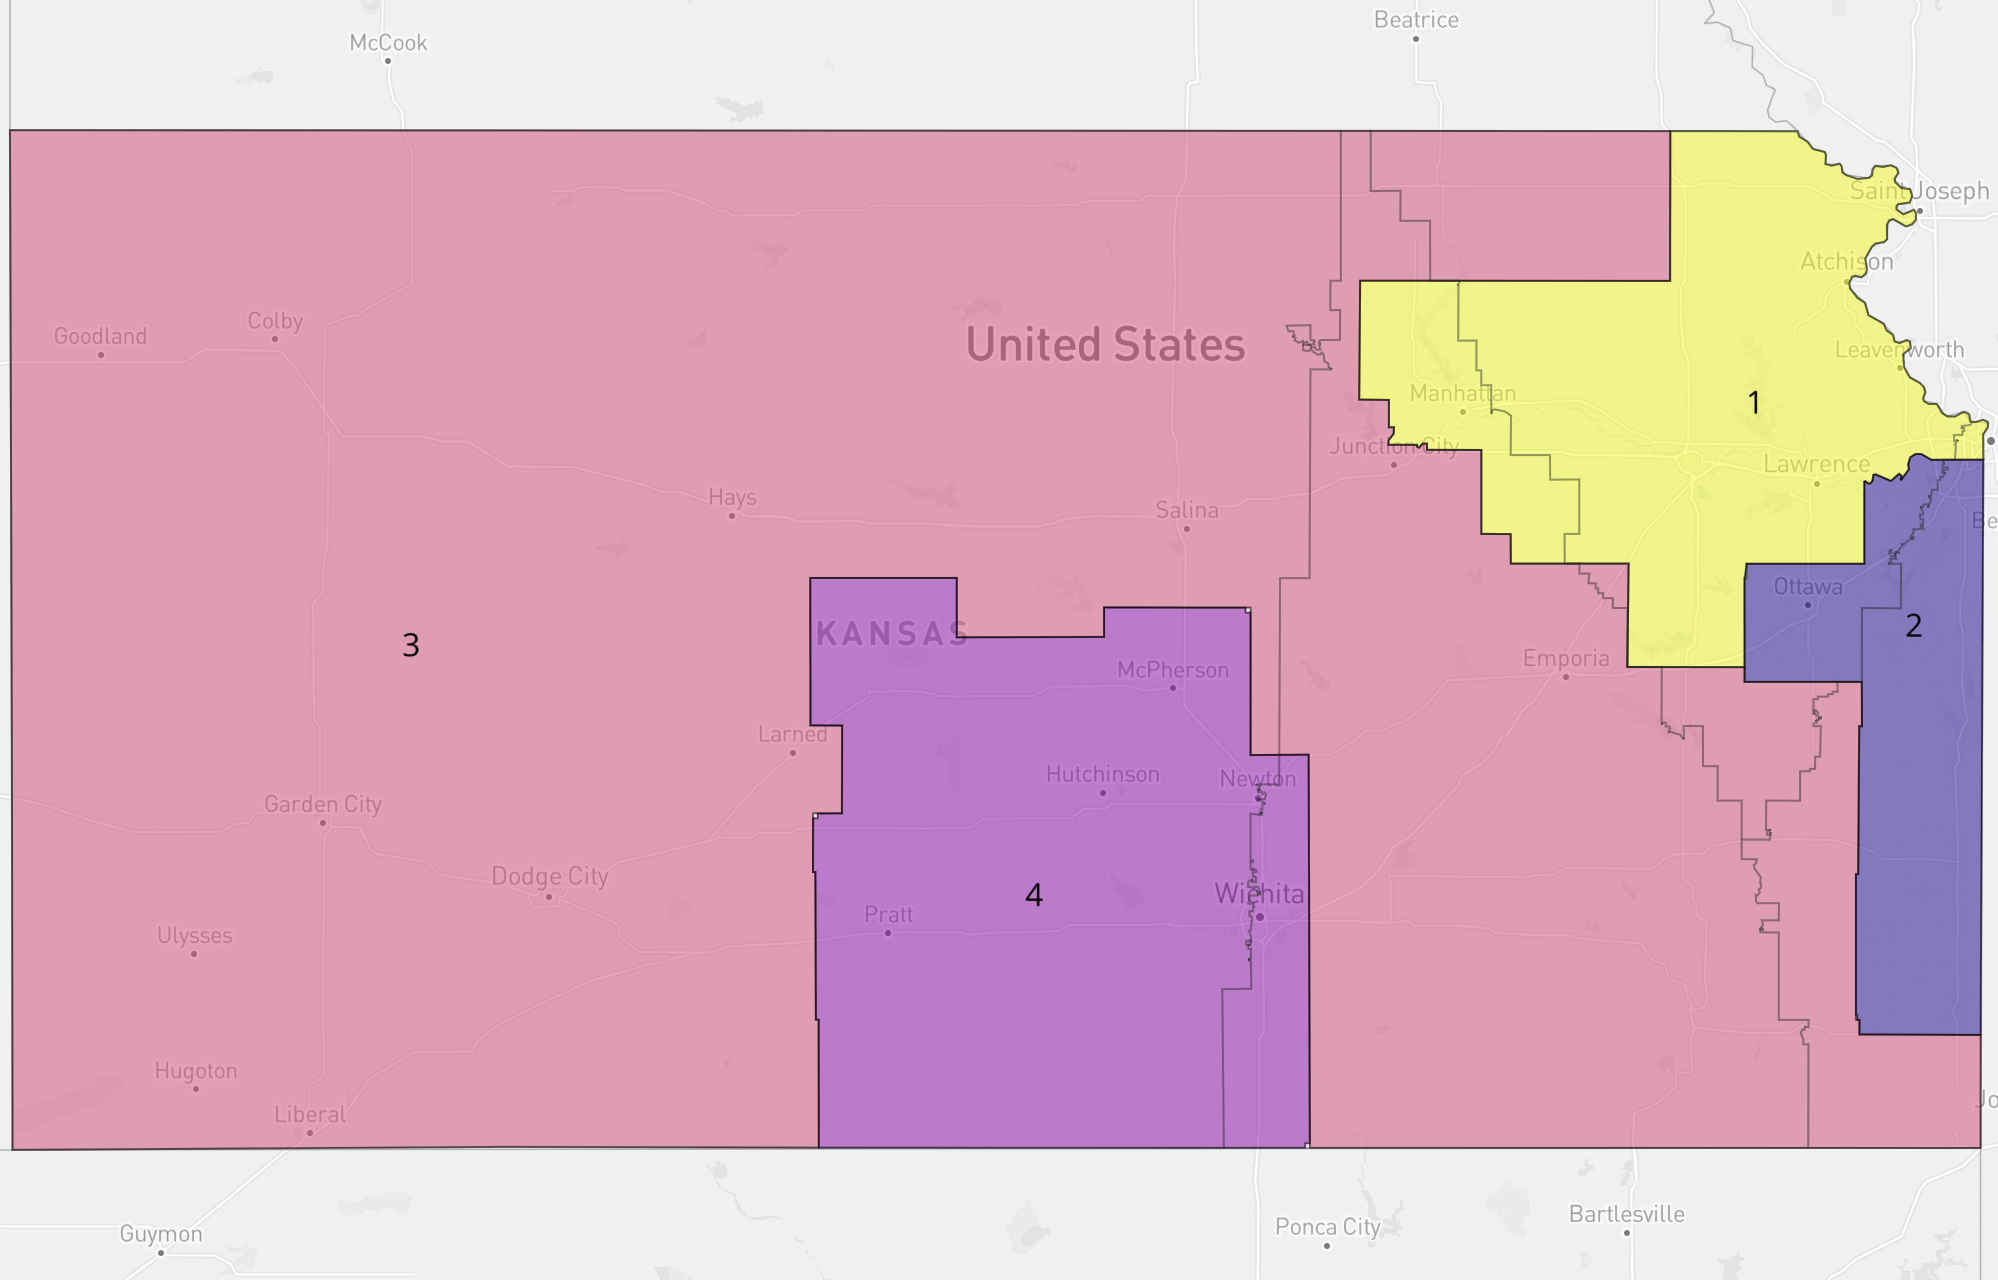 Beatrice
McCook
Saint Joseph
Atchison
Colby
Goodland
United States
Leavenworth
Manhattan
1
Junction City
Lawrence
Hays
Salina
Be
Ottawa
2
KANSAS
3
Emporia
McPherson
Larned
Hutchinson
Newton
Garden City
Dodge City
4
Wichita
Pratt
Ulysses
Hugoton
Liberal
Jo
Bartlesville
Ponca City
Guymon